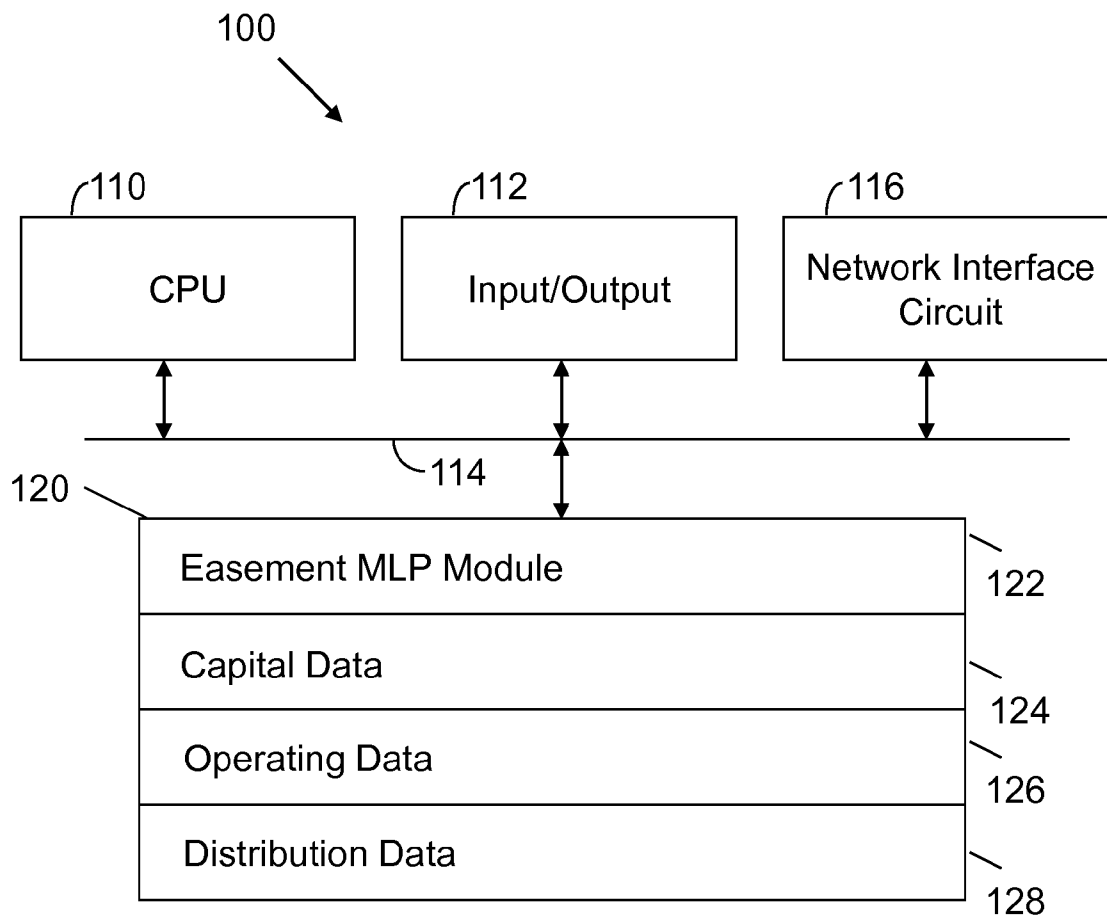 100
110
112
116
CPU
Input/Output
Network Interface
Circuit
114
120
Easement MLP Module
122
Capital Data
124
Operating Data
126
Distribution Data
128